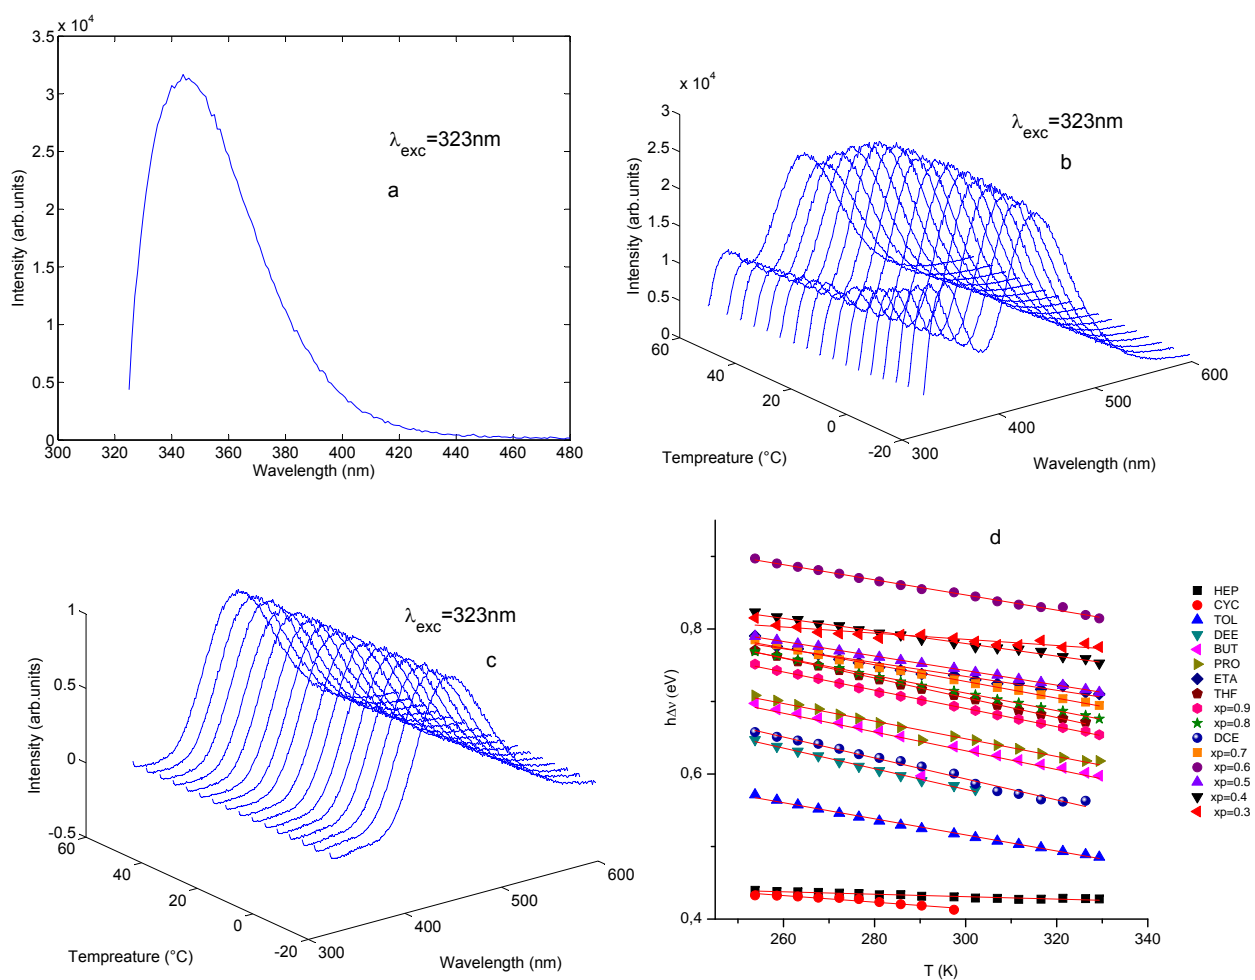 x 10⁴
3.5
3
2.5
2
1.5
1
0.5
0
300 320 340 360 380 400 420 440 460 480
Wavelength (nm)
Intensity (arb.units)
λexc=323nm
a
x 10⁴
3
2.5
2
1.5
1
0.5
0
60
40
20
0
-20
300
400
500
600
Intensity (arb.units)
Tempreature (°C)
Wavelength (nm)
λexc=323nm
b
1
0.5
0
-0.5
60
40
20
0
-20
300
400
500
600
Intensity (arb.units)
Tempreature (°C)
Wavelength (nm)
λexc=323nm
c
d
0,8
0,6
0,4
hΔν (eV)
260 280 300 320 340
T (K)
HEP
CYC
TOL
DEE
BUT
PRO
ETA
THF
xp=0.9
xp=0.8
DCE
xp=0.7
xp=0.6
xp=0.5
xp=0.4
xp=0.3